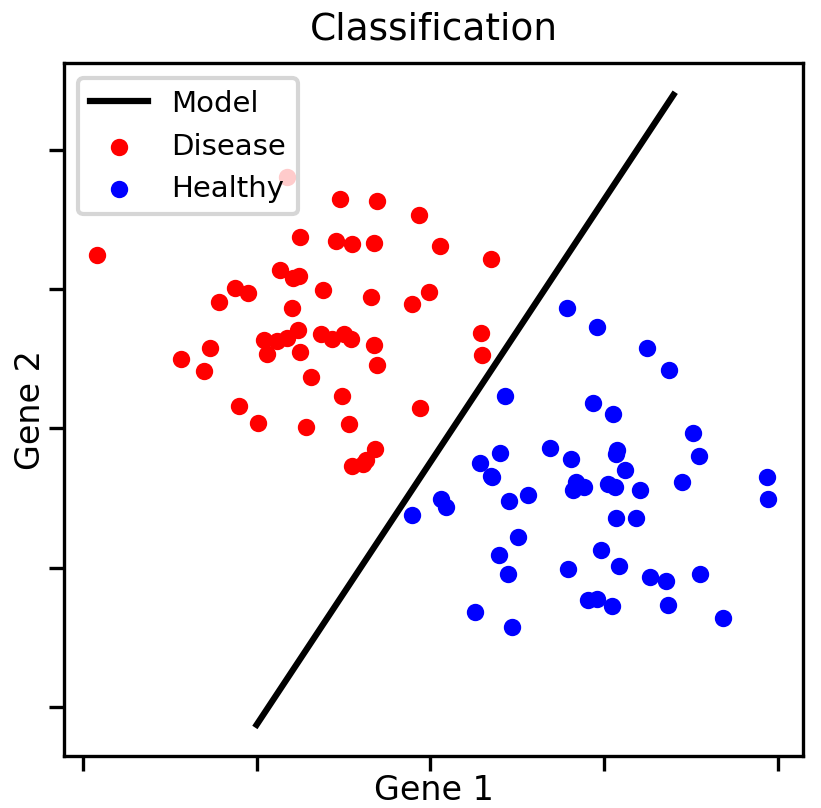 Classification
Model
Disease
Healthy
Gene 2
Gene 1